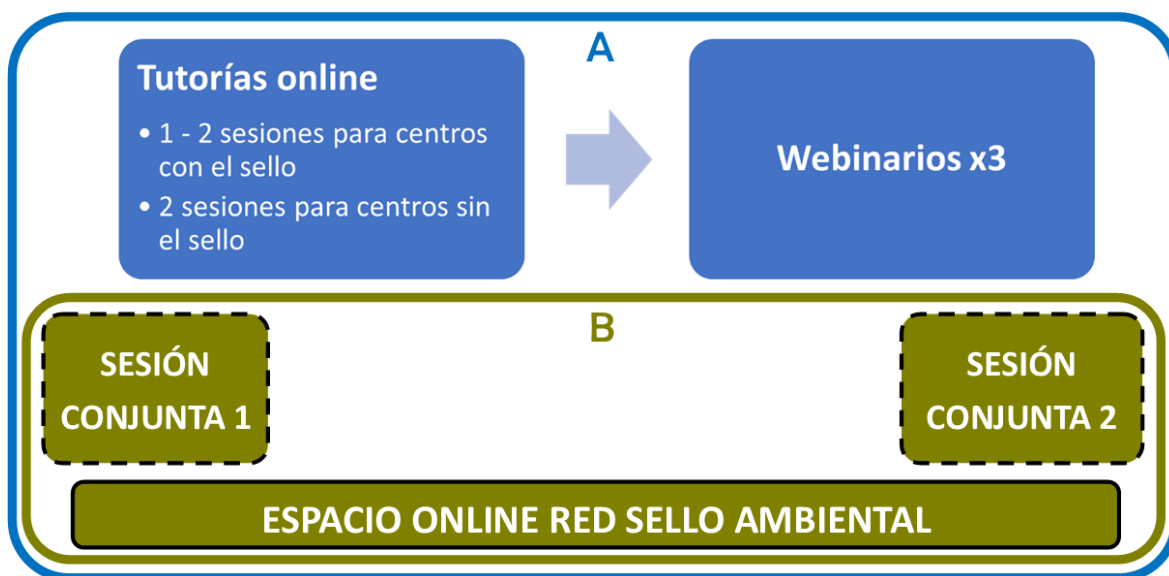 A
Tutorías online
• 1 - 2 sesiones para centros
con el sello
• 2 sesiones para centros sin
el sello
Webinarios x3
B
SESIÓN
CONJUNTA 1
SESIÓN
CONJUNTA 2
ESPACIO ONLINE RED SELLO AMBIENTAL